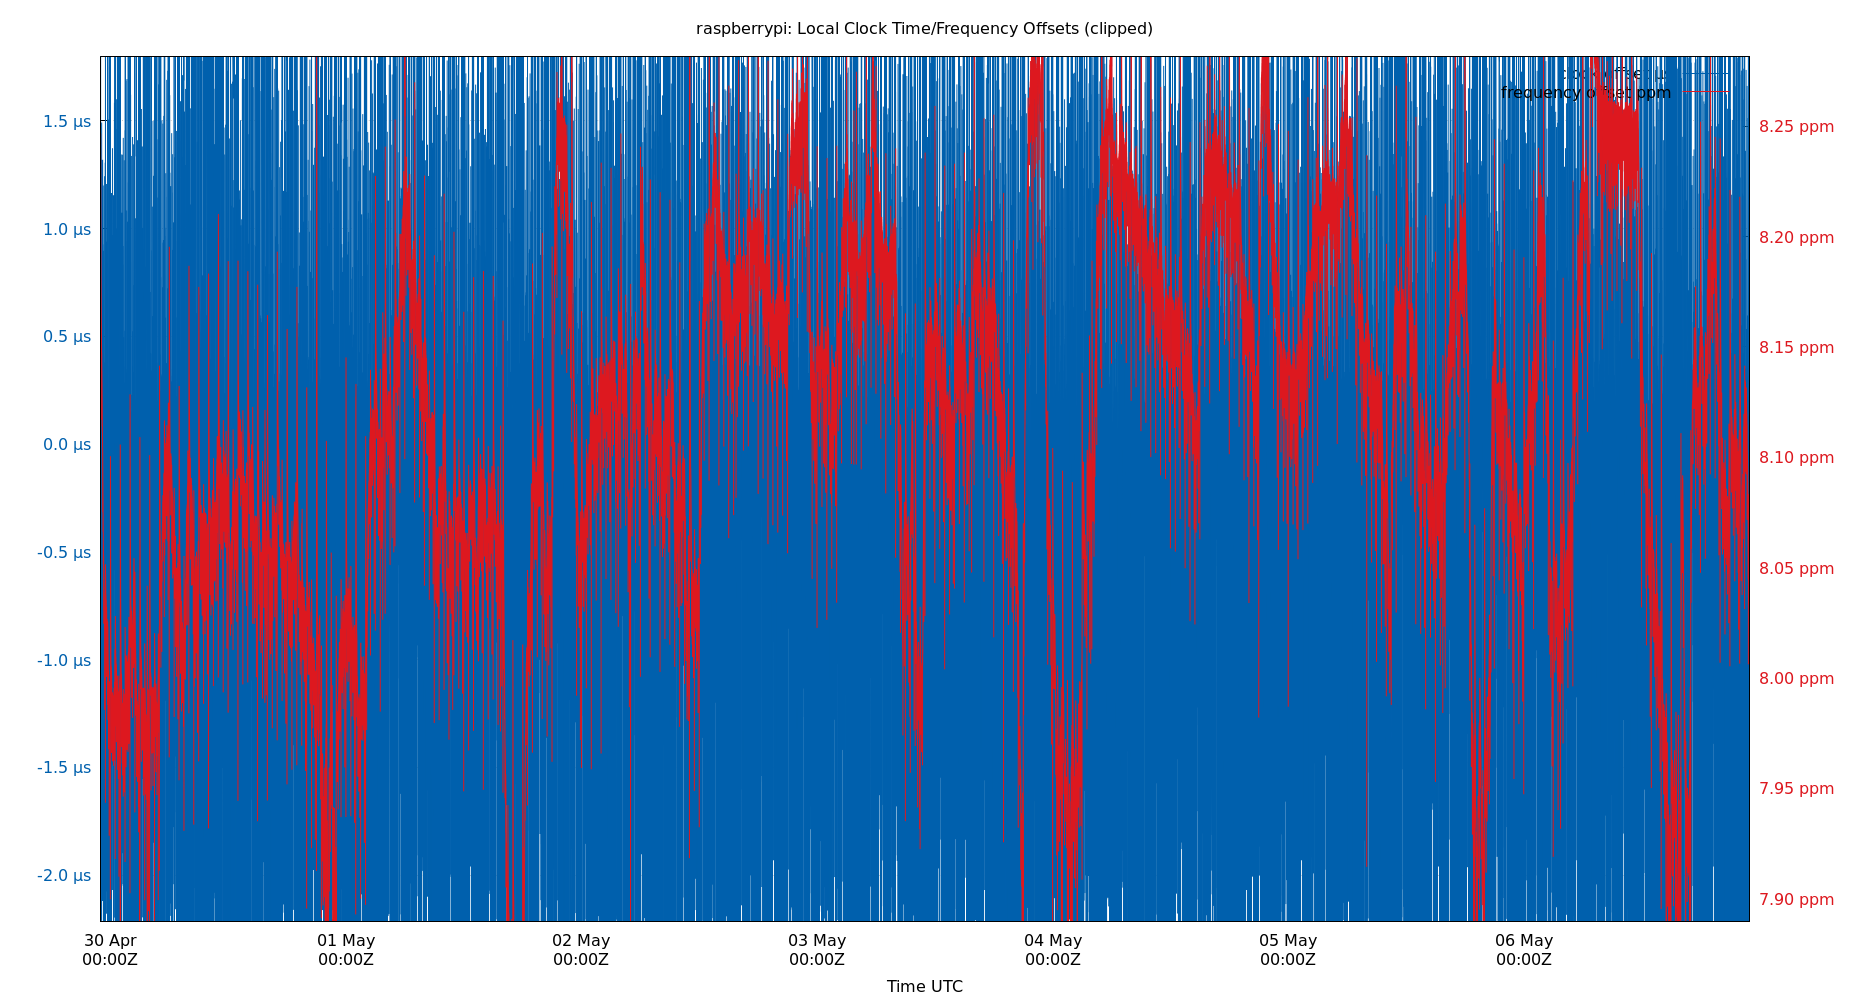 raspberrypi: Local Clock Time/Frequency Offsets (clipped)
clock offset µs
frequency offset ppm
1.5 µs
1.0 µs
0.5 µs
0.0 µs
-0.5 µs
-1.0 µs
-1.5 µs
-2.0 µs
8.25 ppm
8.20 ppm
8.15 ppm
8.10 ppm
8.05 ppm
8.00 ppm
7.95 ppm
7.90 ppm
30 Apr
00:00Z
01 May
00:00Z
02 May
00:00Z
03 May
00:00Z
04 May
00:00Z
05 May
00:00Z
06 May
00:00Z
Time UTC